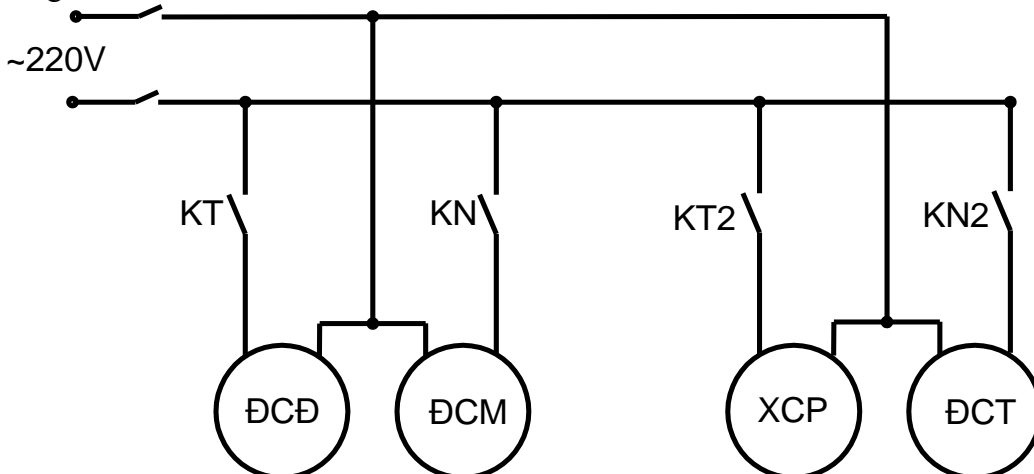 ~220V
KT
KN
KT2
KN2
ĐCĐ
ĐCM
XCP
ĐCT